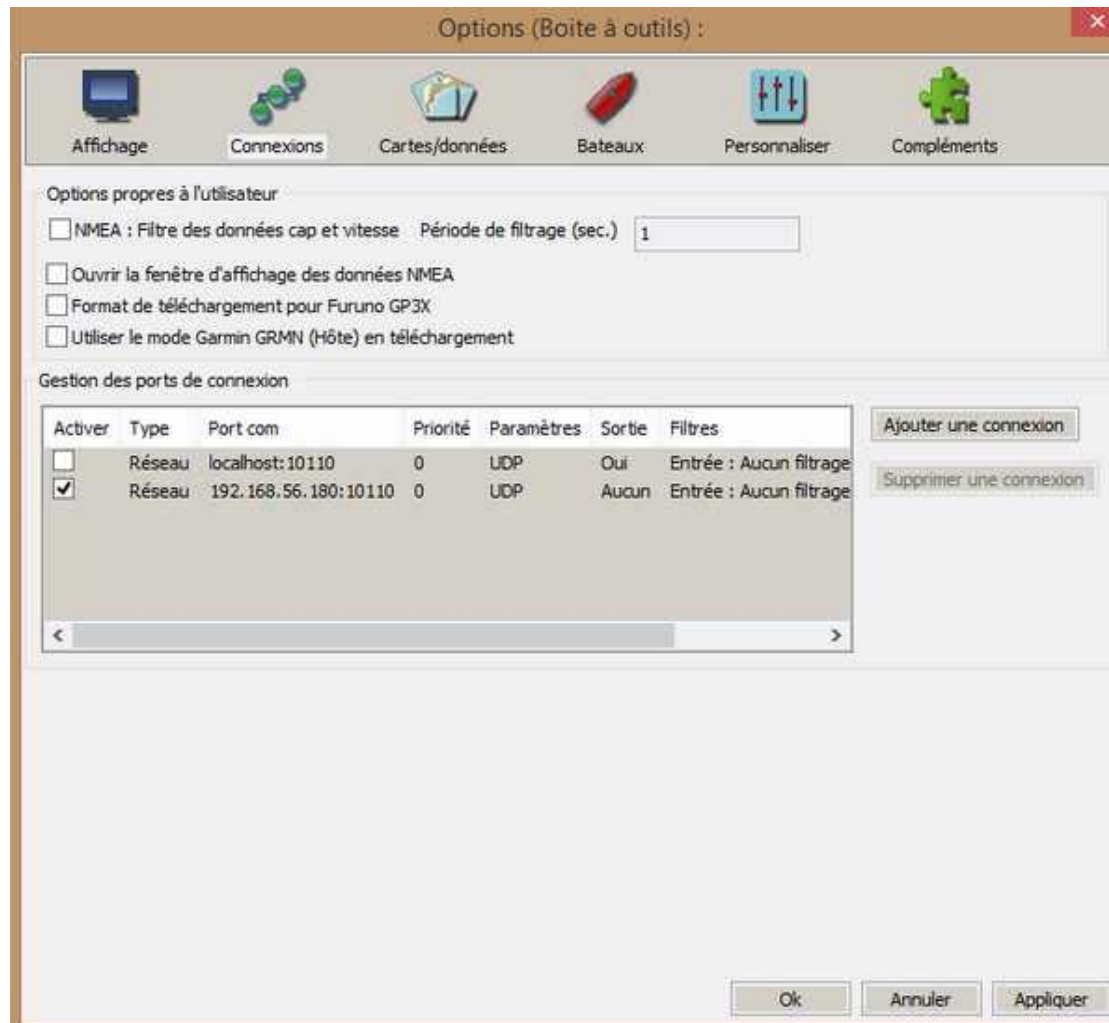 Options (Boite à outils) :
Affichage Connexions Cartes/données Bateaux Personnaliser Compléments
Options propres à l'utilisateur
NMEA : Filtre des données cap et vitesse Période de filtrage (sec.) 1
Ouvrir la fenêtre d'affichage des données NMEA
Format de téléchargement pour Furuno GP3X
Utiliser le mode Garmin GRMN (Hôte) en téléchargement
Gestion des ports de connexion
Activer Type Port com Priorité Paramètres Sortie Filtres Ajouter une connexion
Réseau localhost:10110 0 UDP Oui Entrée : Aucun filtrage
Réseau 192.168.56.180:10110 0 UDP Aucun Entrée : Aucun filtrage Supprimer une connexion
Ok Annuler Appliquer